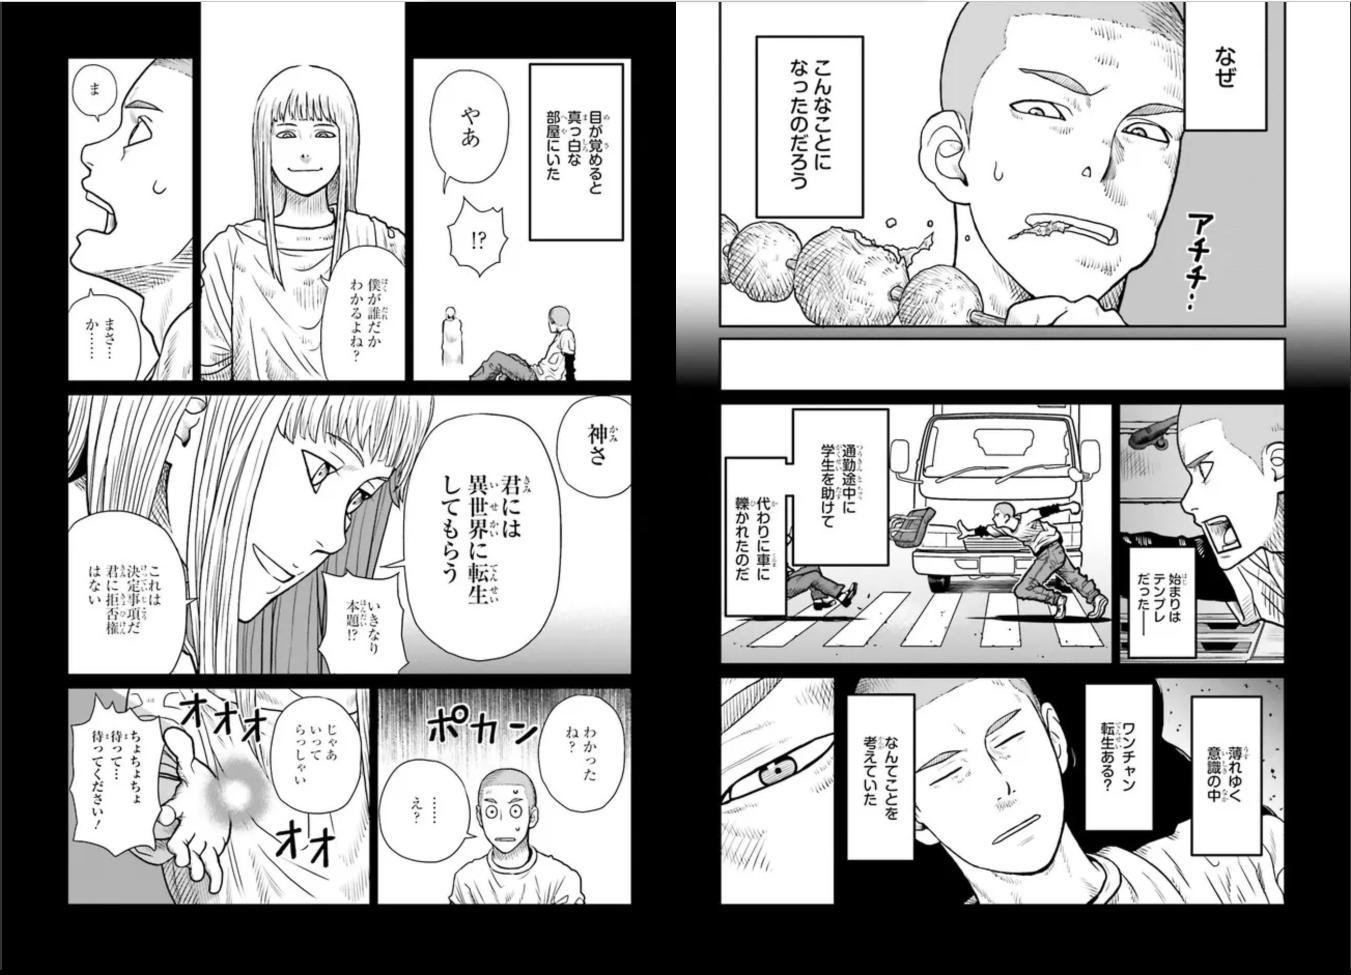 なぜ
こんなことに
なったのだろう
アチチ…
始まりは
テンプレ
だった――
通勤途中に
学生を助けて
代わりに車に
轢かれたのだ
薄れゆく
意識の中
ワンチャン
転生ある?
なんてことを
考えていた
目が覚めると
真っ白な
部屋にいた
やあ
!?
僕が誰だか
わかるよね?
ま
まさ…
か……
神さ
君には
異世界に転生
してもらう
いきなり
本題!?
これは
決定事項だ
君に拒否権
はない
わかった
ね?
ポカン
……
え?
じゃあ
いって
らっしゃい
オオオ
オオ
ちょちょちょ
待って…
待ってください!